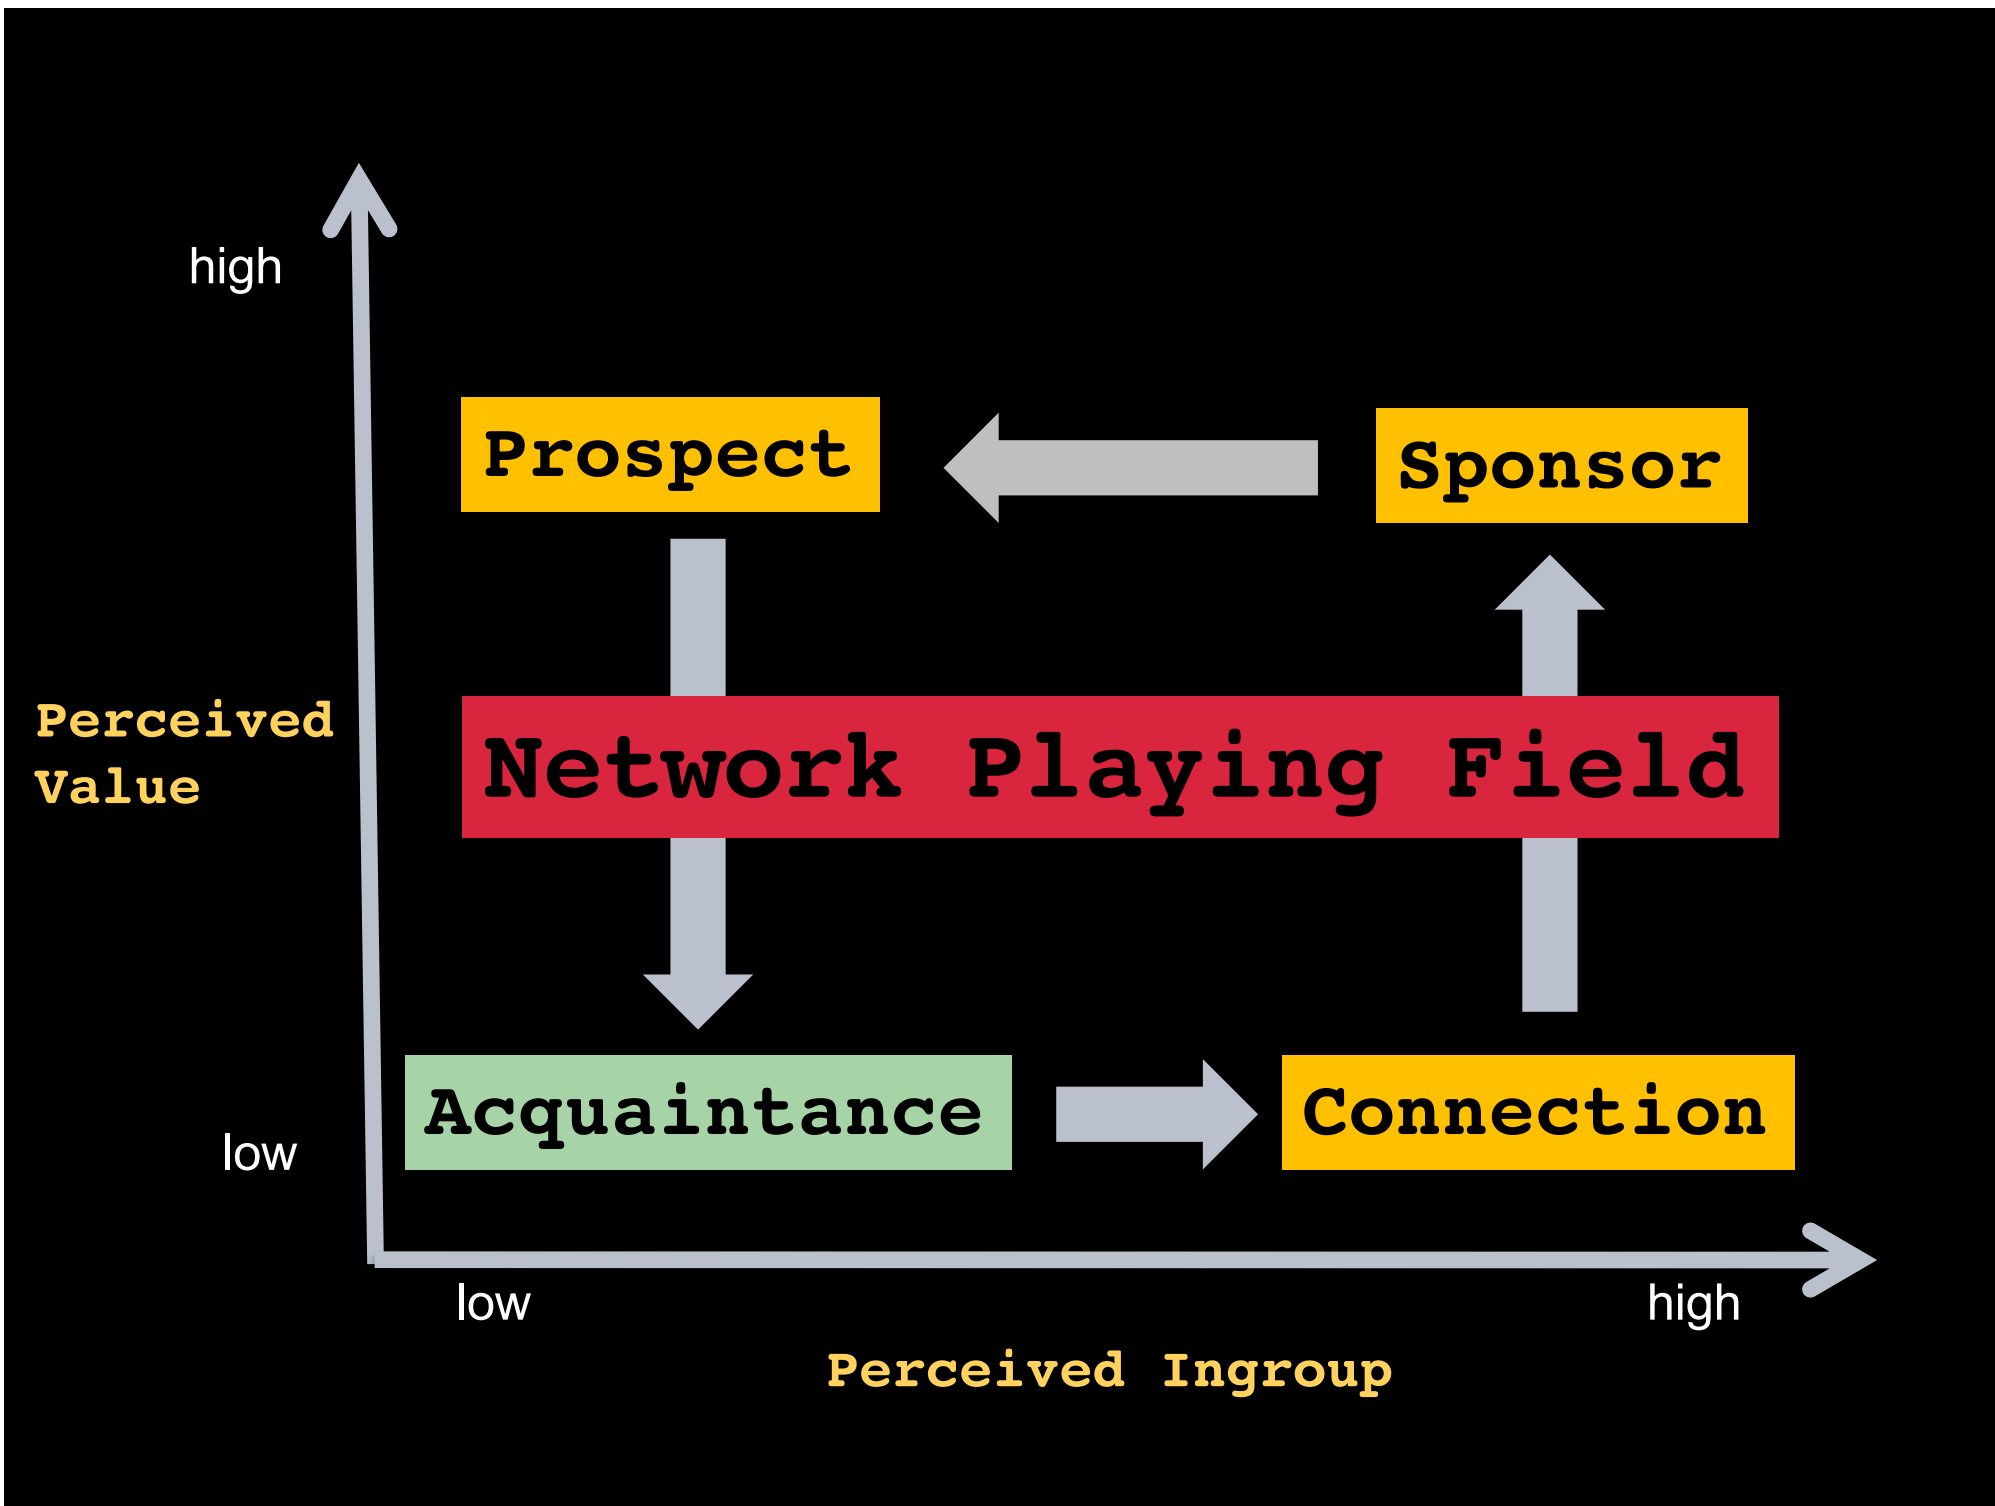 high
Prospect
Sponsor
Perceived
Value
Network Playing Field
Acquaintance
Connection
low
low
high
Perceived Ingroup